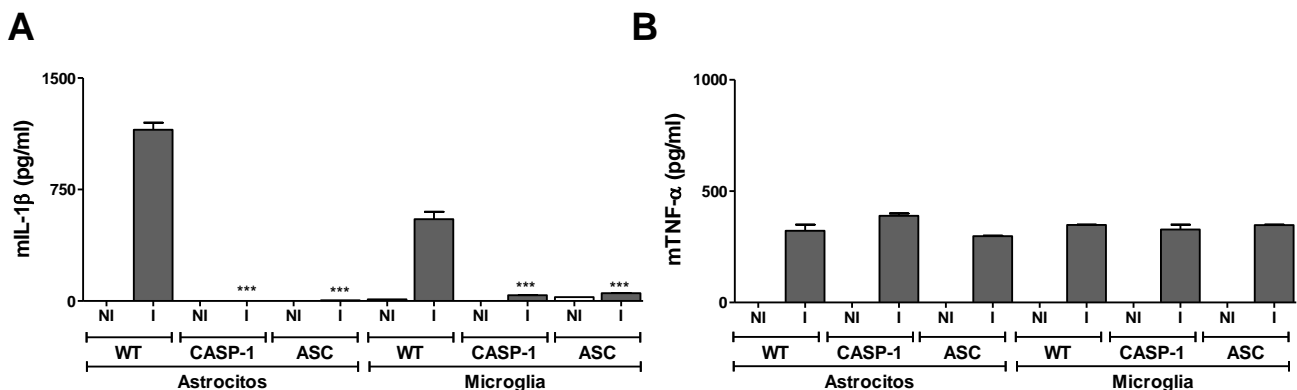 A
B
1500
750
0
mIL-1β (pg/ml)
*** *** *** ***
NI I NI I NI I NI I NI I NI I
WT CASP-1 ASC WT CASP-1 ASC
Astrocitos Microglia
1000
500
0
mTNF-α (pg/ml)
NI I NI I NI I NI I NI I NI I
WT CASP-1 ASC WT CASP-1 ASC
Astrocitos Microglia